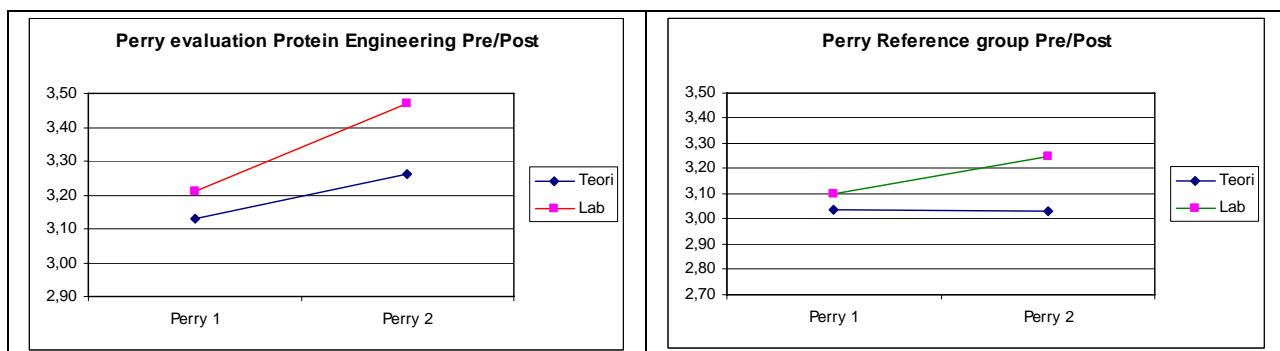 Perry evaluation Protein Engineering Pre/Post
3,50
3,40
3,30
3,20
3,10
3,00
2,90
Perry 1
Perry 2
Teori
Lab
Perry Reference group Pre/Post
3,50
3,40
3,30
3,20
3,10
3,00
2,90
2,80
2,70
Perry 1
Perry 2
Teori
Lab